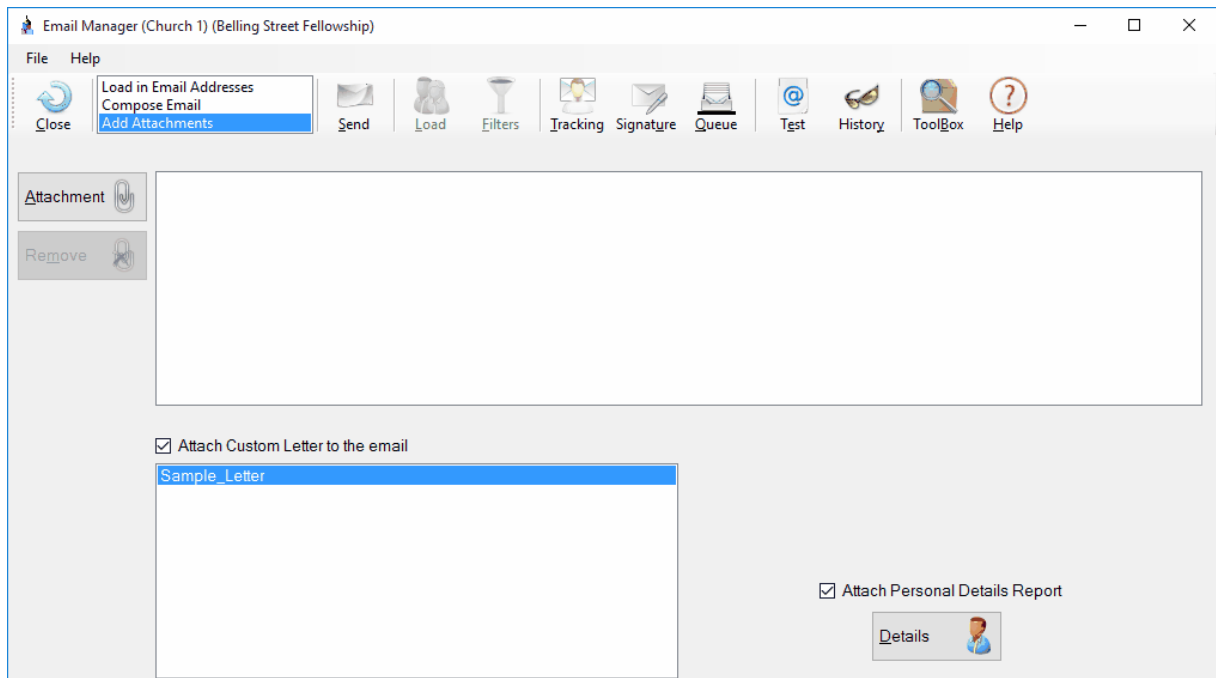 Email Manager (Church 1) (Belling Street Fellowship)
File Help
Load in Email Addresses
Compose Email
Add Attachments
Close Send Load Filters Tracking Signature Queue Test History ToolBox Help
Attachment
Remove
Attach Custom Letter to the email
Sample_Letter
Attach Personal Details Report
Details